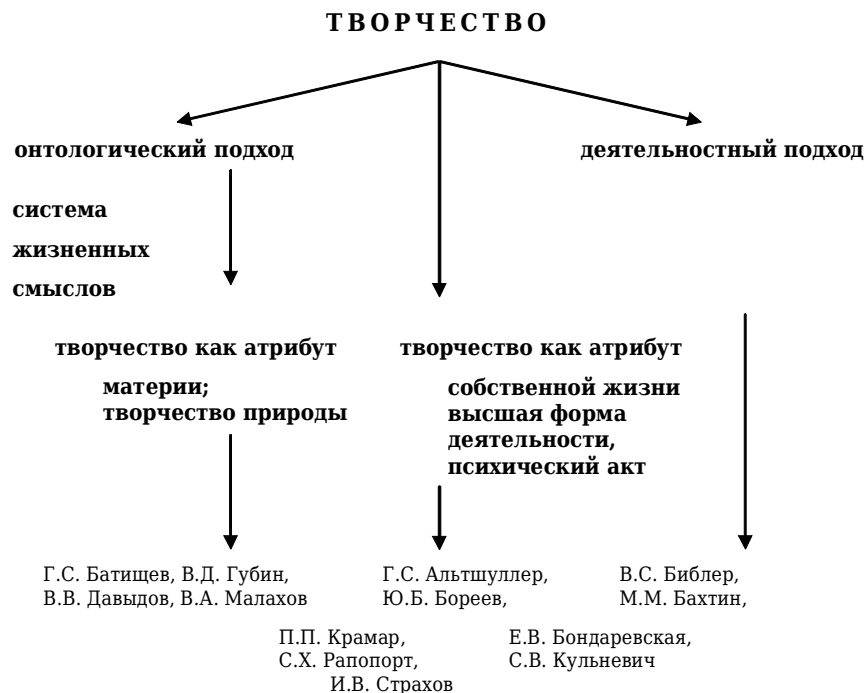 ТВОРЧЕСТВО
онтологический подход
деятельностный подход
система
жизненных
смыслов
творчество как атрибут
материи;
творчество природы
творчество как атрибут
собственной жизни
высшая форма
деятельности,
психический акт
Г.С. Батищев, В.Д. Губин,
В.В. Давыдов, В.А. Малахов
Г.С. Альтшуллер,
Ю.Б. Бореев,
В.С. Библер,
М.М. Бахтин,
П.П. Крамар,
С.Х. Рапопорт,
И.В. Страхов
Е.В. Бондаревская,
С.В. Кульневич